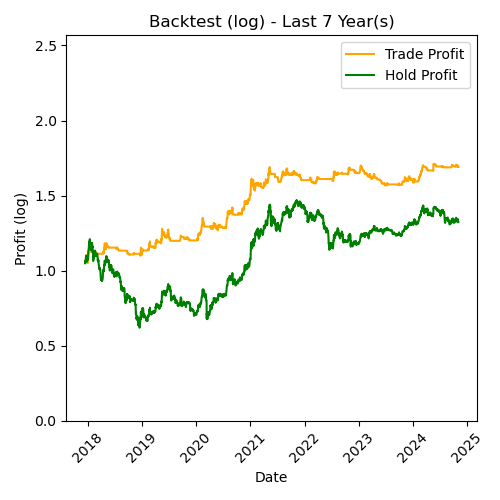 Backtest (log) - Last 7 Year(s)
Trade Profit
Hold Profit
Profit (log)
2.5
2.0
1.5
1.0
0.5
0.0
2018 2019 2020 2021 2022 2023 2024 2025
Date